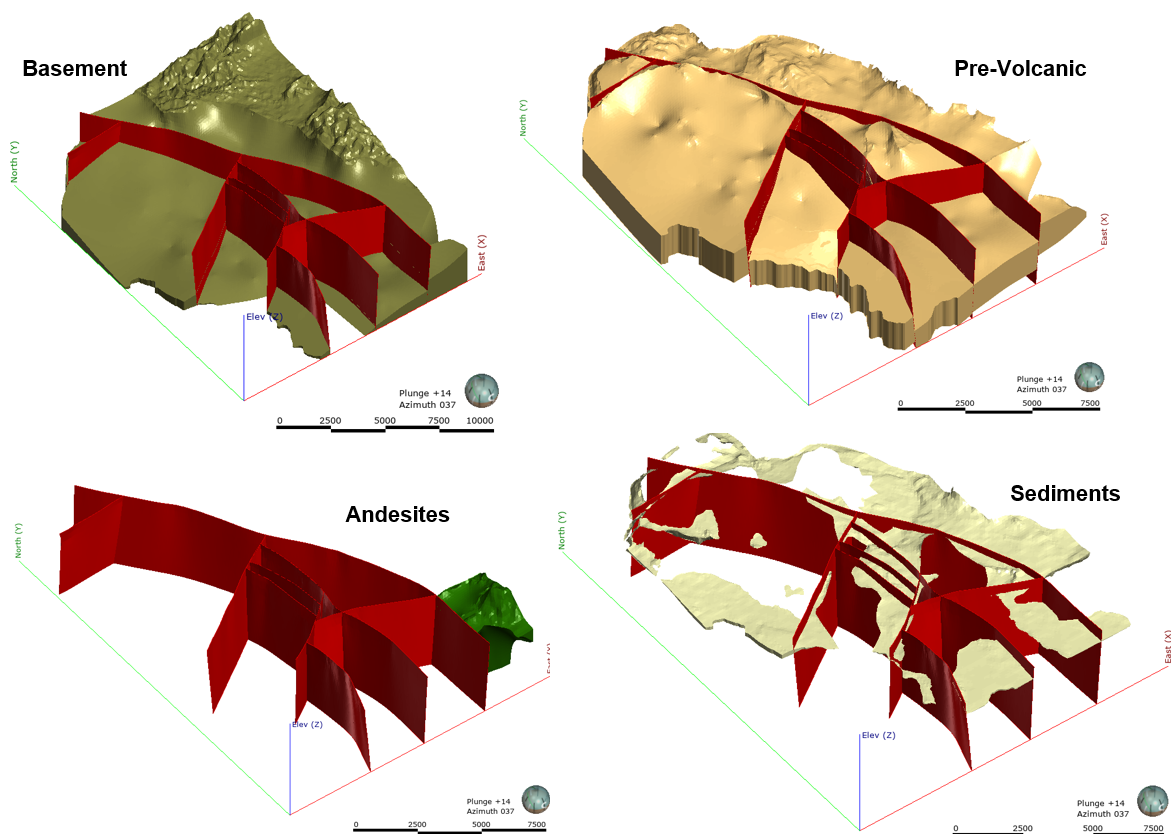 Basement
North (Y)
East (X)
Elev (Z)
Plunge +14
Azimuth 037
0 2500 5000 7500 10000
Pre-Volcanic
North (Y)
East (X)
Elev (Z)
Plunge +14
Azimuth 037
0 2500 5000 7500
Andesites
North (Y)
Elev (Z)
Plunge +14
Azimuth 037
0 2500 5000 7500
Sediments
North (Y)
East (X)
Elev (Z)
Plunge +14
Azimuth 037
0 2500 5000 7500